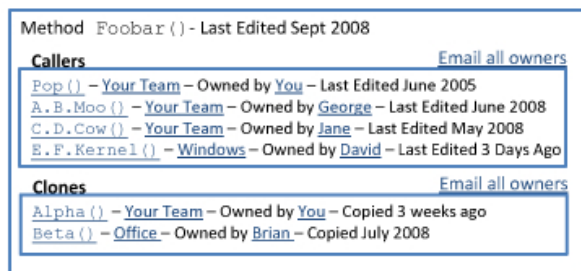 Method Foobar()- Last Edited Sept 2008
Callers Email all owners
Pop() – Your Team – Owned by You – Last Edited June 2005
A.B.Moo() – Your Team – Owned by George – Last Edited June 2008
C.D.Cow() – Your Team – Owned by Jane – Last Edited May 2008
E.F.Kernel() – Windows – Owned by David – Last Edited 3 Days Ago
Clones Email all owners
Alpha() – Your Team – Owned by You – Copied 3 weeks ago
Beta() – Office – Owned by Brian – Copied July 2008